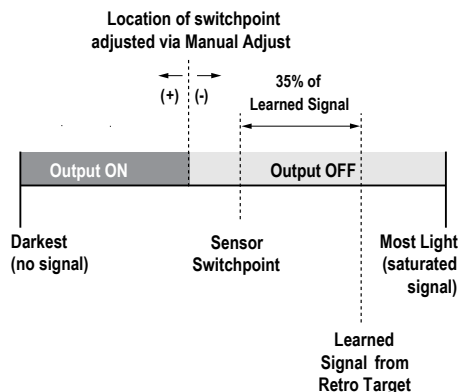 Location of switchpoint
adjusted via Manual Adjust
35% of
Learned Signal
(+) (-)
Output ON
Output OFF
Darkest
(no signal)
Sensor
Switchpoint
Most Light
(saturated
signal)
Learned
Signal from
Retro Target